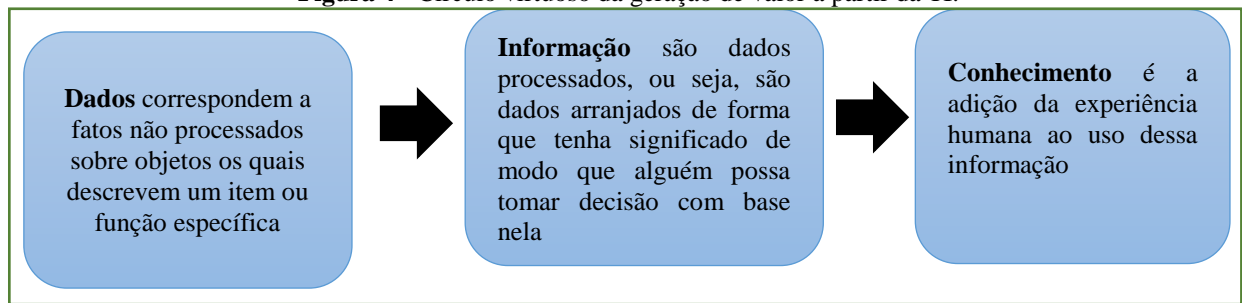 Dados correspondem a
fatos não processados
sobre objetos os quais
descrevem um item ou
função específica
Informação são dados
processados, ou seja, são
dados arranjados de forma
que tenha significado de
modo que alguém possa
tomar decisão com base
nela
Conhecimento é a
adição da experiência
humana ao uso dessa
informação